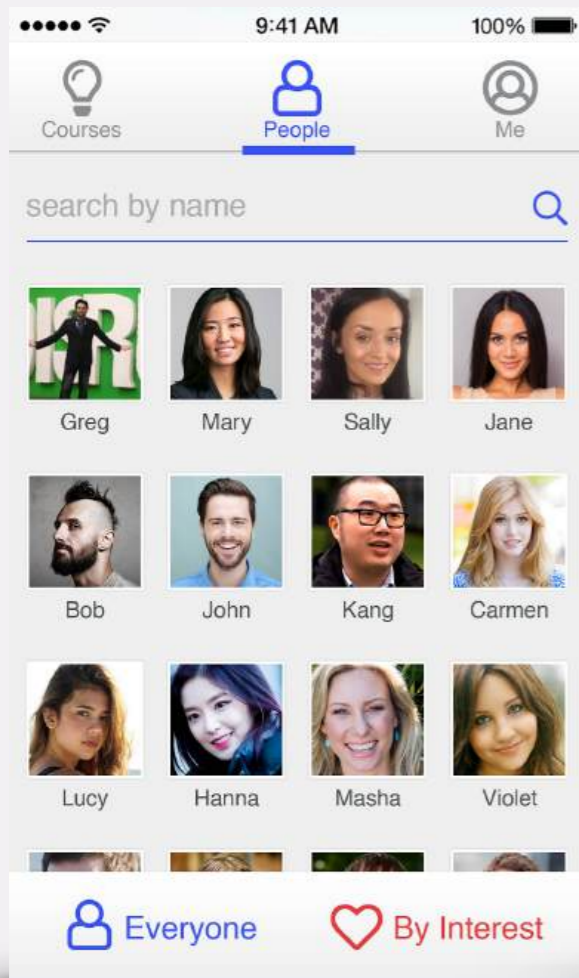 9:41 AM 100%
Courses People Me
search by name
Greg Mary Sally Jane
Bob John Kang Carmen
Lucy Hanna Masha Violet
Everyone By Interest